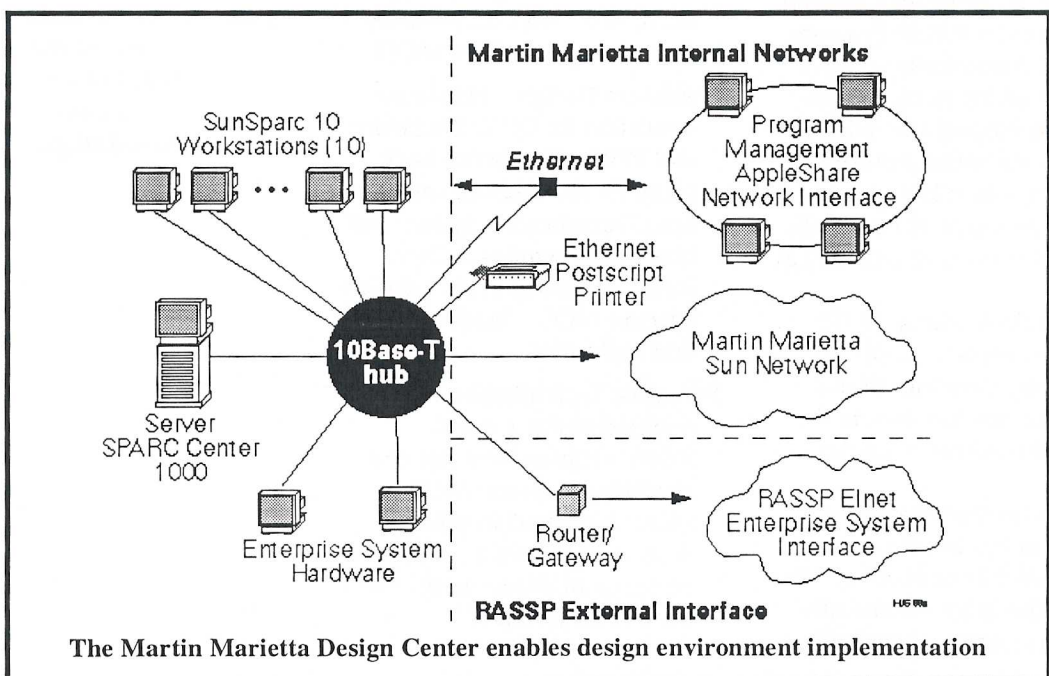 Martin Marietta Internal Networks
SunSparc 10
Workstations (10)
• • •
Ethernet
Program
Management
AppleShare
Network Interface
Ethernet
Postscript
Printer
10Base-T
hub
Martin Marietta
Sun Network
Server
SPARC Center
1000
Enterprise System
Hardware
Router/
Gateway
RASSP EInet
Enterprise System
Interface
RASSP External Interface
The Martin Marietta Design Center enables design environment implementation